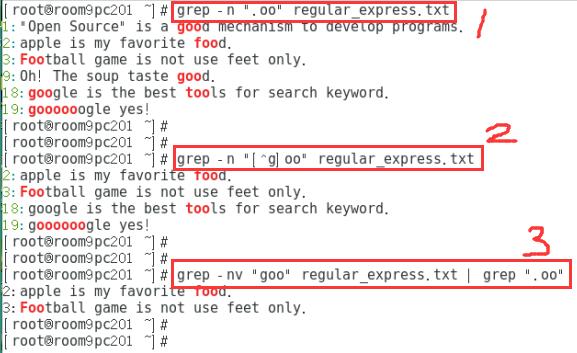 [root@room9pc201 ~]# grep -n ".oo" regular_express.txt
1
1: "Open Source" is a good mechanism to develop programs.
2: apple is my favorite food.
3: Football game is not use feet only.
9: Oh! The soup taste good.
18: google is the best tools for search keyword.
19: goooooogle yes!
[root@room9pc201 ~]#
[root@room9pc201 ~]#
2
[root@room9pc201 ~]# grep -n "[^g]oo" regular_express.txt
2: apple is my favorite food.
3: Football game is not use feet only.
18: google is the best tools for search keyword.
19: goooooogle yes!
[root@room9pc201 ~]#
[root@room9pc201 ~]#
3
[root@room9pc201 ~]# grep -nv "goo" regular_express.txt | grep ".oo"
2: apple is my favorite food.
3: Football game is not use feet only.
[root@room9pc201 ~]#
[root@room9pc201 ~]#